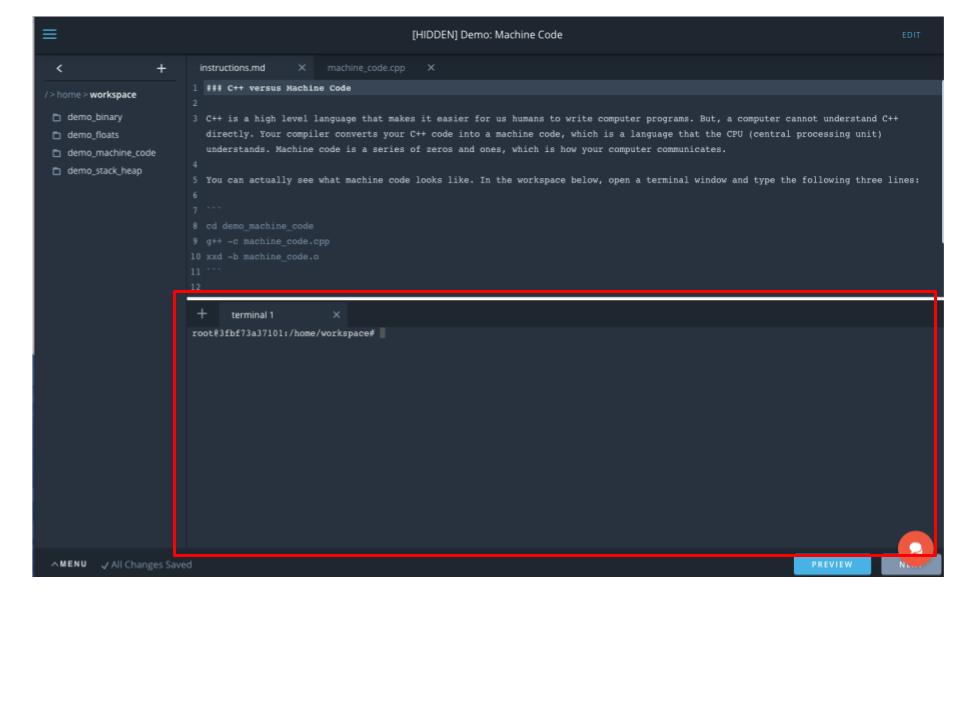 [HIDDEN] Demo: Machine Code
EDIT
/ > home > workspace
demo_binary
demo_floats
demo_machine_code
demo_stack_heap
instructions.md
machine_code.cpp
1 ### C++ versus Machine Code
2
3 C++ is a high level language that makes it easier for us humans to write computer programs. But, a computer cannot understand C++
directly. Your compiler converts your C++ code into a machine code, which is a language that the CPU (central processing unit)
understands. Machine code is a series of zeros and ones, which is how your computer communicates.
4
5 You can actually see what machine code looks like. In the workspace below, open a terminal window and type the following three lines:
6
7 ```
8 cd demo_machine_code
9 g++ -c machine_code.cpp
10 xxd -b machine_code.o
11 ```
12
terminal 1
root@3fbf73a37101:/home/workspace#
MENU
All Changes Saved
PREVIEW